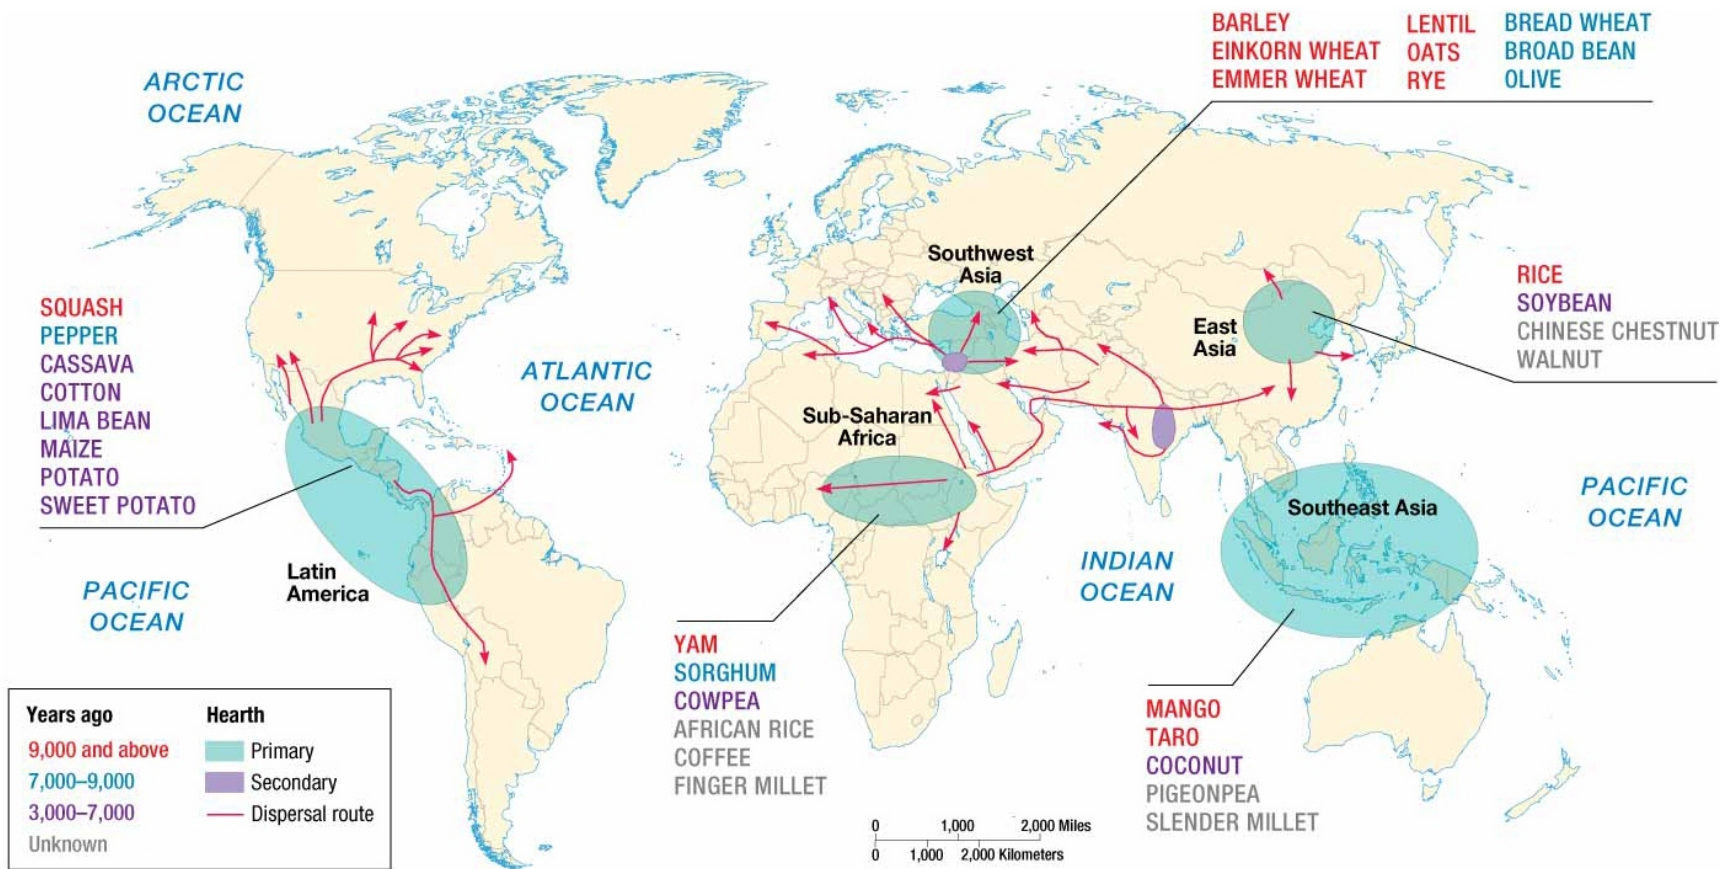 BARLEY
EINKORN WHEAT
EMMER WHEAT
LENTIL
OATS
RYE
BREAD WHEAT
BROAD BEAN
OLIVE
ARCTIC
OCEAN
Southwest
Asia
SQUASH
PEPPER
CASSAVA
COTTON
LIMA BEAN
MAIZE
POTATO
SWEET POTATO
ATLANTIC
OCEAN
East
Asia
RICE
SOYBEAN
CHINESE CHESTNUT
WALNUT
Sub-Saharan
Africa
Southeast Asia
PACIFIC
OCEAN
Latin
America
PACIFIC
OCEAN
INDIAN
OCEAN
YAM
SORGHUM
COWPEA
AFRICAN RICE
COFFEE
FINGER MILLET
MANGO
TARO
COCONUT
PIGEONPEA
SLENDER MILLET
Years ago
9,000 and above
7,000–9,000
3,000–7,000
Unknown
Hearth
Primary
Secondary
Dispersal route
0 1,000 2,000 Miles
0 1,000 2,000 Kilometers